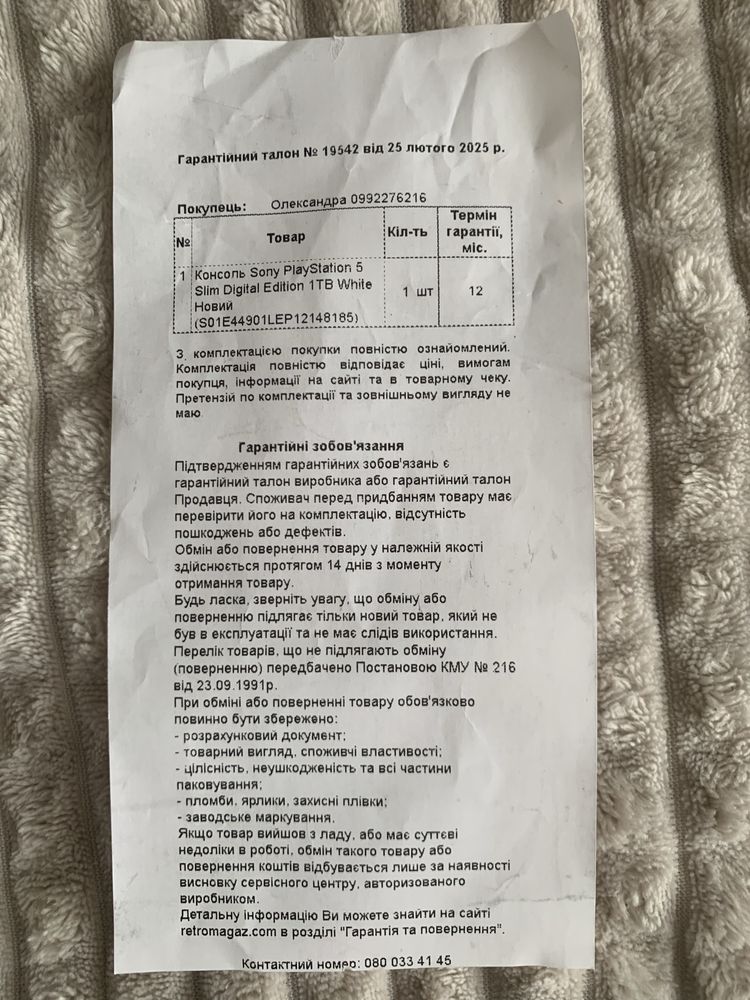 Гарантійний талон № 19542 від 25 лютого 2025 р.
Покупець: Олександра 0992276216
№ Товар Кіл-ть Термін гарантії, міс.
1 Консоль Sony PlayStation 5 Slim Digital Edition 1TB White Новий (S01E44901LEP12148185) 1 шт 12
З комплектацією покупки повністю ознайомлений.
Комплектація повністю відповідає ціні, вимогам
покупця, інформації на сайті та в товарному чеку.
Претензій по комплектації та зовнішньому вигляду не
маю.
Гарантійні зобов'язання
Підтвердженням гарантійних зобов'язань є
гарантійний талон виробника або гарантійний талон
Продавця. Споживач перед придбанням товару має
перевірити його на комплектацію, відсутність
пошкоджень або дефектів.
Обмін або повернення товару у належній якості
здійснюється протягом 14 днів з моменту
отримання товару.
Будь ласка, зверніть увагу, що обміну або
поверненню підлягає тільки новий товар, який не
був в експлуатації та не має слідів використання.
Перелік товарів, що не підлягають обміну
(поверненню) передбачено Постановою КМУ № 216
від 23.09.1991р.
При обміні або поверненні товару обов'язково
повинно бути збережено:
- розрахунковий документ;
- товарний вигляд, споживчі властивості;
- цілісність, неушкодженість та всі частини
паковування;
- пломби, ярлики, захисні плівки;
- заводське маркування.
Якщо товар вийшов з ладу, або має суттєві
недоліки в роботі, обмін такого товару або
повернення коштів відбувається лише за наявності
висновку сервісного центру, авторизованого
виробником.
Детальну інформацію Ви можете знайти на сайті
retromagaz.com в розділі "Гарантія та повернення".
Контактний номер: 080 033 41 45